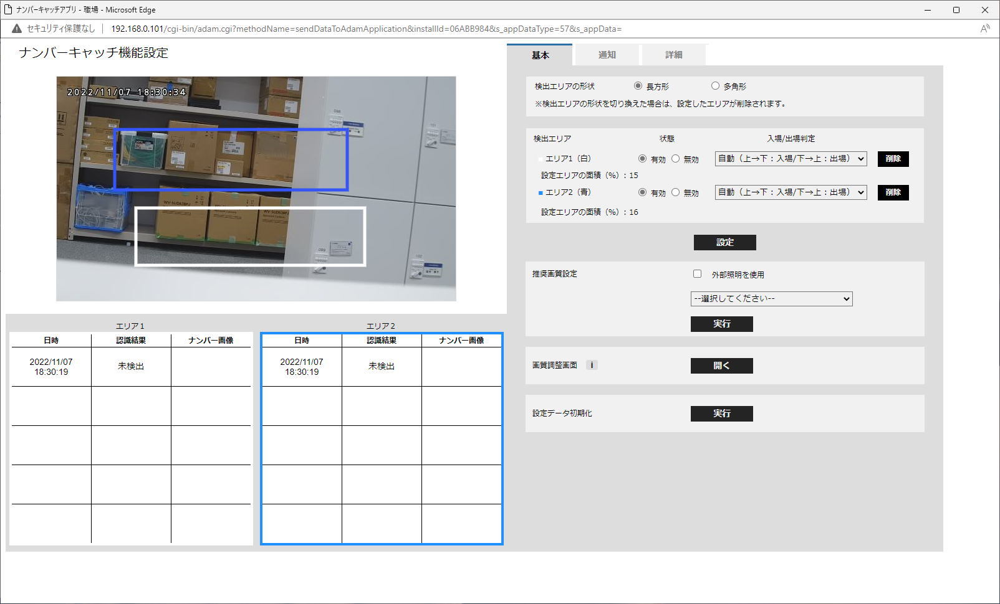 ナンバーキャッチアプリ - 職場 - Microsoft Edge
セキュリティ保護なし
192.168.0.101/cgi-bin/adam.cgi?methodName=sendDataToAdamApplication&installId=06ABB984&s_appDataType=57&s_appData=
ナンバーキャッチ機能設定
2022/11/07 18:30:34
WV-SUD638PJ
エリア1
日時 認識結果 ナンバー画像
2022/11/07
18:30:19
未検出
エリア2
日時 認識結果 ナンバー画像
2022/11/07
18:30:19
未検出
基本 通知 詳細
検出エリアの形状 長方形 多角形
※検出エリアの形状を切り換えた場合は、設定したエリアが削除されます。
検出エリア 状態 入場/出場判定
エリア1（白） 有効 無効 自動（上→下：入場/下→上：出場） 削除
設定エリアの面積（%）：15
エリア2（青） 有効 無効 自動（上→下：入場/下→上：出場） 削除
設定エリアの面積（%）：16
設定
推奨画質設定 外部照明を使用
--選択してください--
実行
画質調整画面 i 開く
設定データ初期化 実行